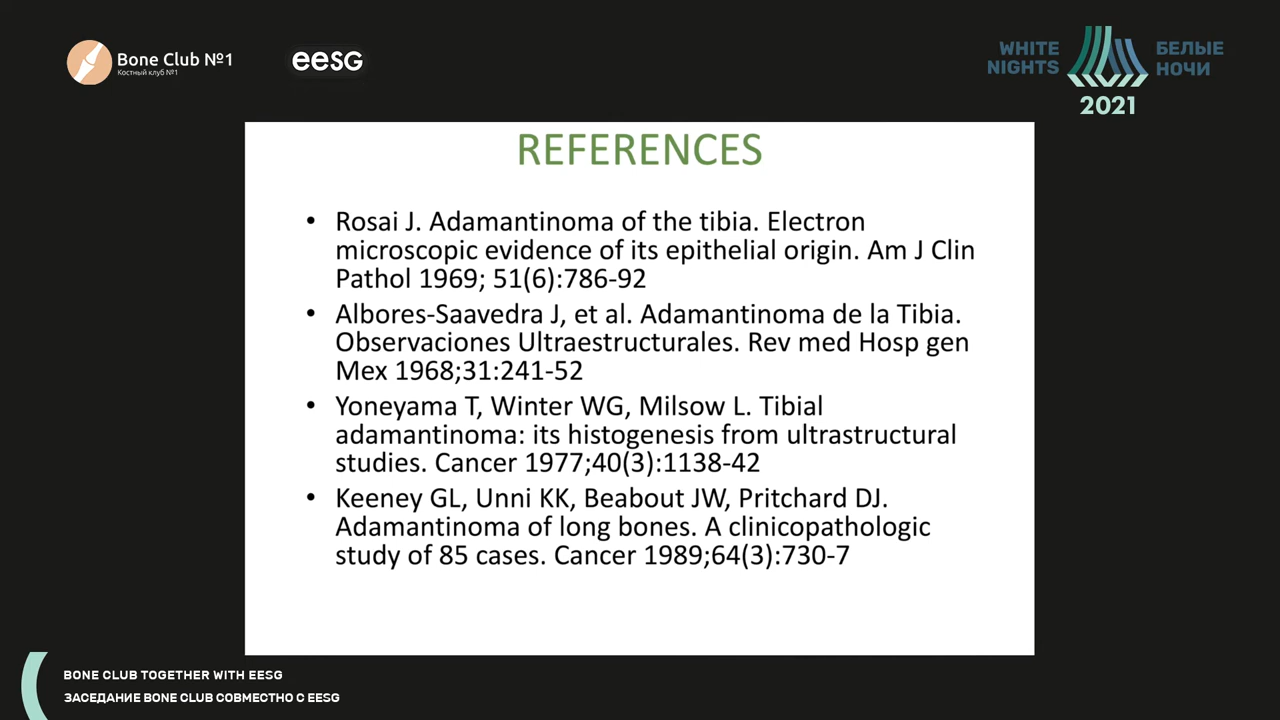 Bone Club №1
Костный клуб №1
eesg
WHITE
NIGHTS
БЕЛЫЕ
НОЧИ
2021
REFERENCES
• Rosai J. Adamantinoma of the tibia. Electron
microscopic evidence of its epithelial origin. Am J Clin
Pathol 1969; 51(6):786-92
• Albores-Saavedra J, et al. Adamantinoma de la Tibia.
Observaciones Ultraestructurales. Rev med Hosp gen
Mex 1968;31:241-52
• Yoneyama T, Winter WG, Milsow L. Tibial
adamantinoma: its histogenesis from ultrastructural
studies. Cancer 1977;40(3):1138-42
• Keeney GL, Unni KK, Beabout JW, Pritchard DJ.
Adamantinoma of long bones. A clinicopathologic
study of 85 cases. Cancer 1989;64(3):730-7
BONE CLUB TOGETHER WITH EESG
ЗАСЕДАНИЕ BONE CLUB СОВМЕСТНО С EESG